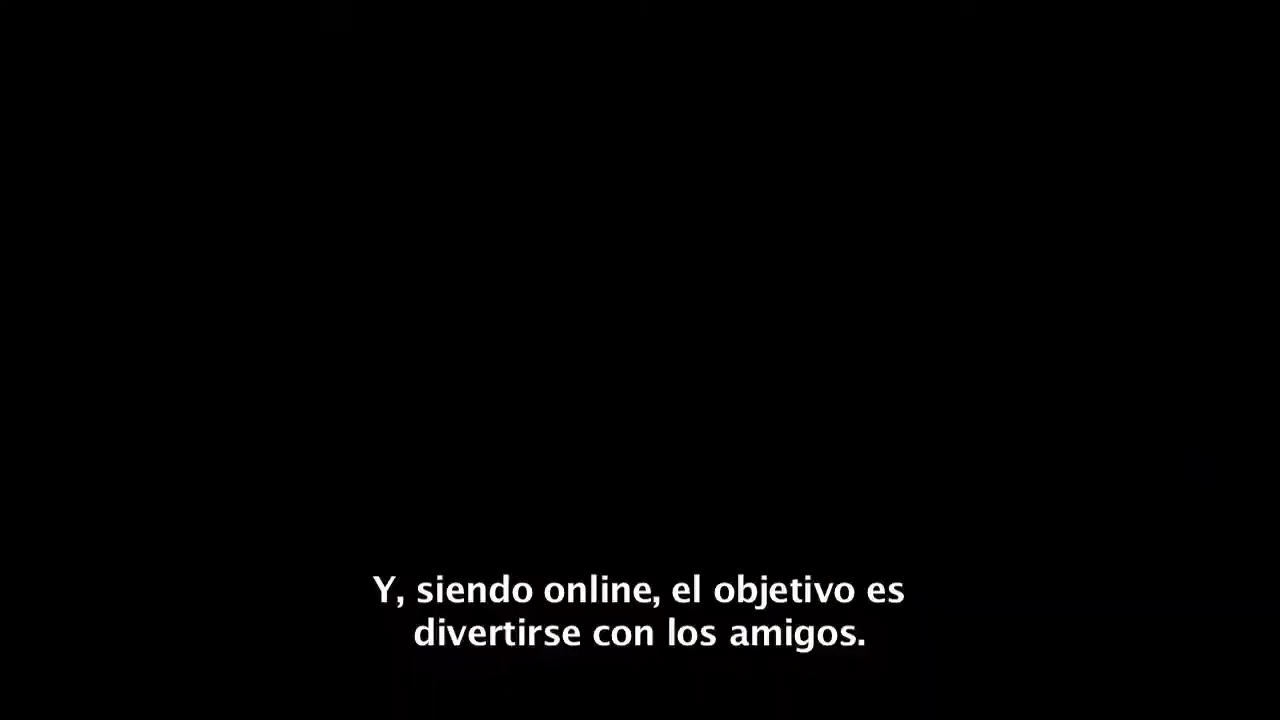 Y, siendo online, el objetivo es
divertirse con los amigos.